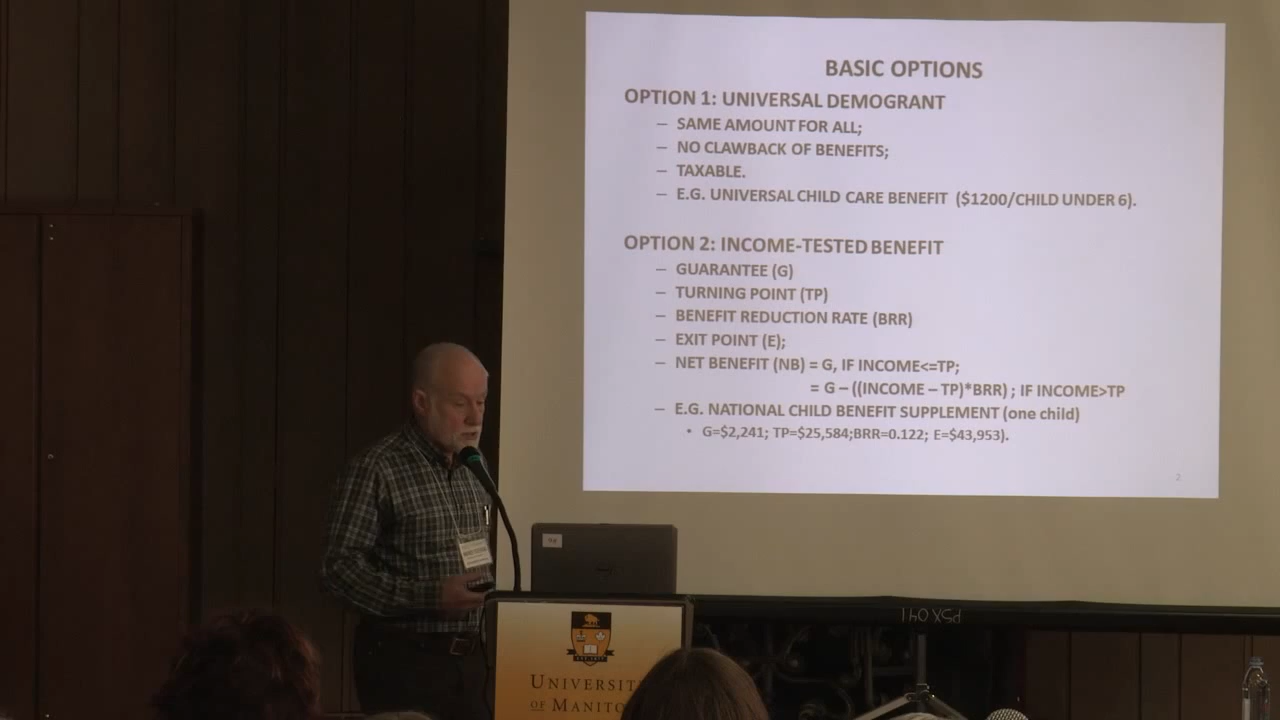 BASIC OPTIONS
OPTION 1: UNIVERSAL DEMOGRANT
– SAME AMOUNT FOR ALL;
– NO CLAWBACK OF BENEFITS;
– TAXABLE.
– E.G. UNIVERSAL CHILD CARE BENEFIT ($1200/CHILD UNDER 6).
OPTION 2: INCOME-TESTED BENEFIT
– GUARANTEE (G)
– TURNING POINT (TP)
– BENEFIT REDUCTION RATE (BRR)
– EXIT POINT (E);
– NET BENEFIT (NB) = G, IF INCOME<=TP;
= G – ((INCOME – TP)*BRR) ; IF INCOME>TP
– E.G. NATIONAL CHILD BENEFIT SUPPLEMENT (one child)
• G=$2,241; TP=$25,584;BRR=0.122; E=$43,953).
2
UNIVERSIT
OF MANITO